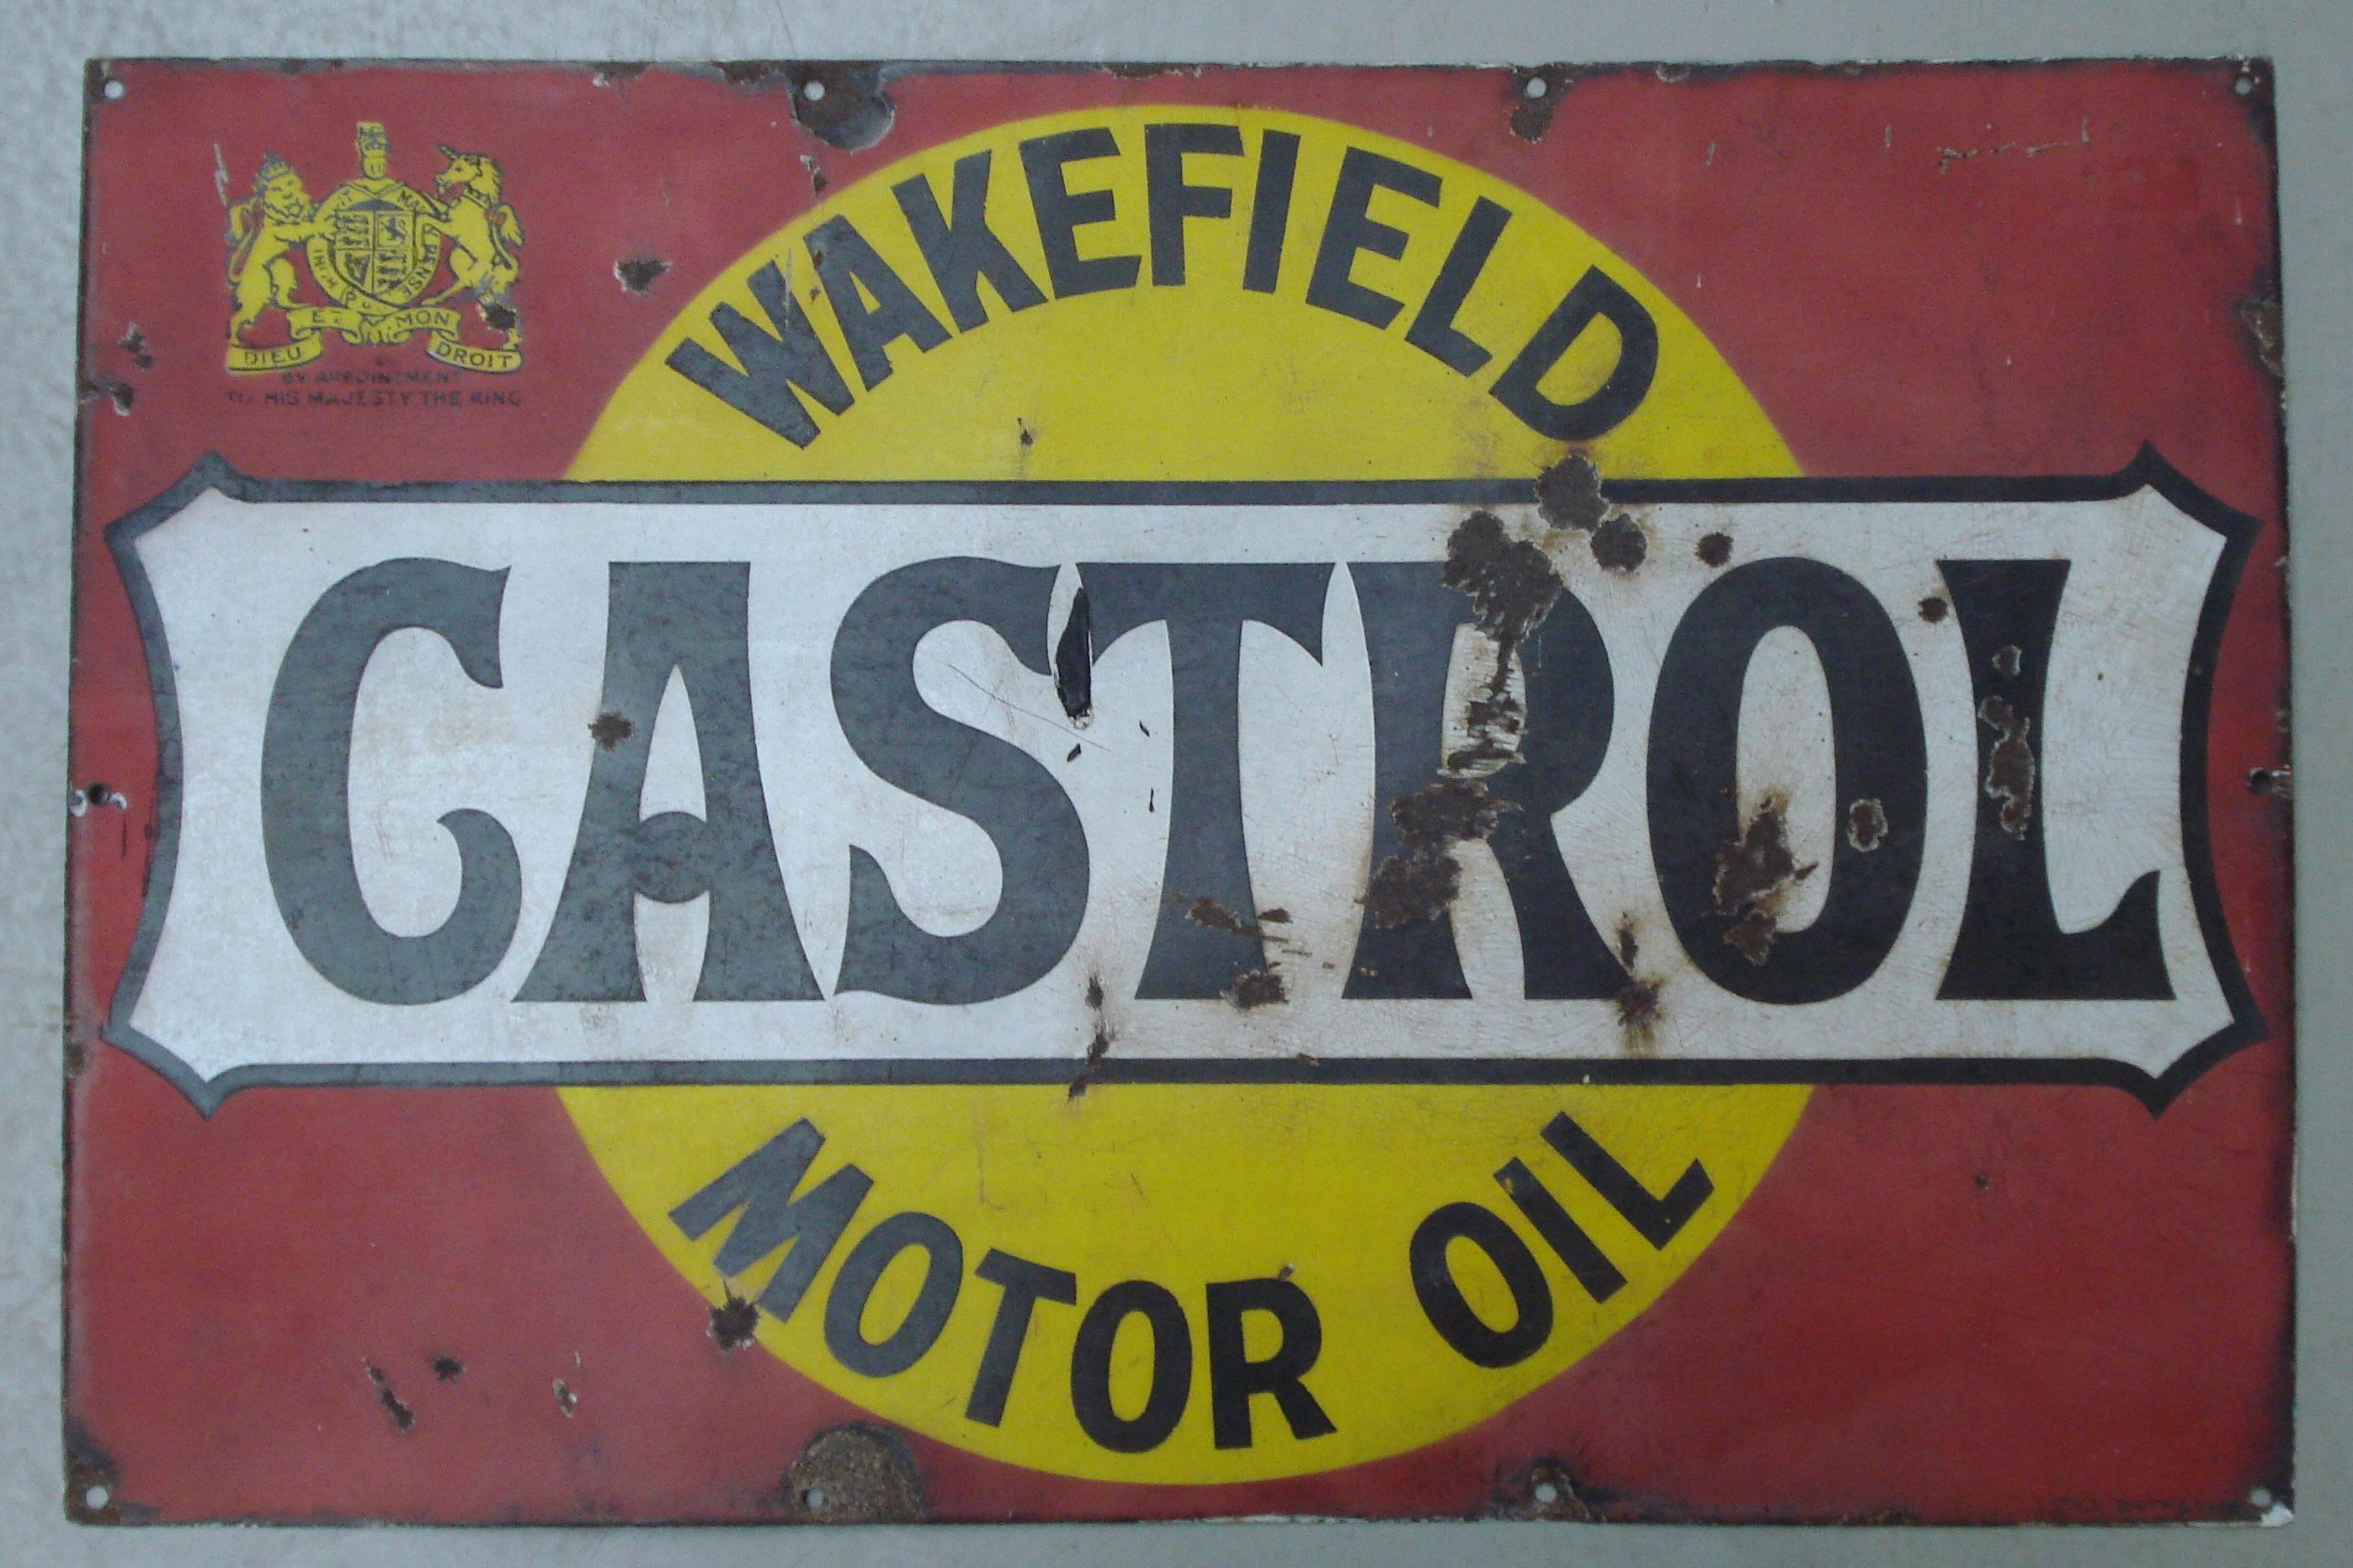 DIEU ET MON DROIT
BY APPOINTMENT
TO HIS MAJESTY THE KING
WAKEFIELD
CASTROL
MOTOR OIL